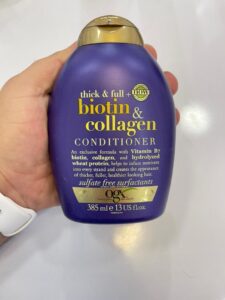 thick & full +
biotin &
collagen
CONDITIONER
An exclusive formula with Vitamin B7
biotin, collagen, and hydrolyzed
wheat protein, helps to infuse moisture
into every strand and creates the appearance
of thicker, fuller, healthier looking hair.
sulfate free surfactants
ogx
385 ml e 13 US fl oz.